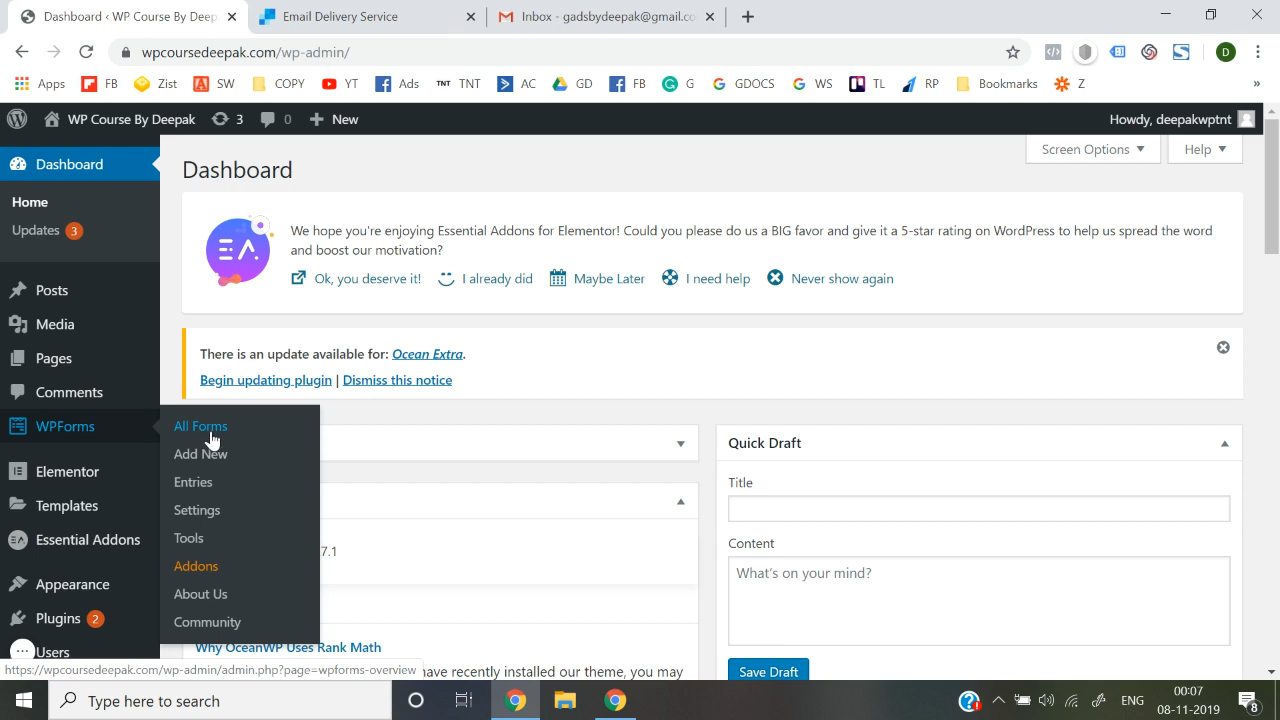 Dashboard ‹ WP Course By Deep
Email Delivery Service
Inbox - gadsbydeepak@gmail.co
wpcoursedeepak.com/wp-admin/
D
Apps
FB
Zist
SW
COPY
YT
Ads
TNT TNT
AC
GD
FB
G
GDOCS
WS
TL
RP
Bookmarks
Z
»
WP Course By Deepak
3
0
New
Howdy, deepakwptnt
Dashboard
Home
Updates 3
Posts
Media
Pages
Comments
WPForms
Elementor
Templates
Essential Addons
Appearance
Plugins 2
Users
All Forms
Add New
Entries
Settings
Tools
Addons
About Us
Community
Screen Options
Help
Dashboard
We hope you're enjoying Essential Addons for Elementor! Could you please do us a BIG favor and give it a 5-star rating on WordPress to help us spread the word
and boost our motivation?
Ok, you deserve it!
I already did
Maybe Later
I need help
Never show again
There is an update available for: Ocean Extra.
Begin updating plugin | Dismiss this notice
7.1
Why OceanWP Uses Rank Math
have recently installed our theme, you may
Quick Draft
Title
Content
What's on your mind?
Save Draft
https://wpcoursedeepak.com/wp-admin/admin.php?page=wpforms-overview
Type here to search
ENG
00:07
08-11-2019
8